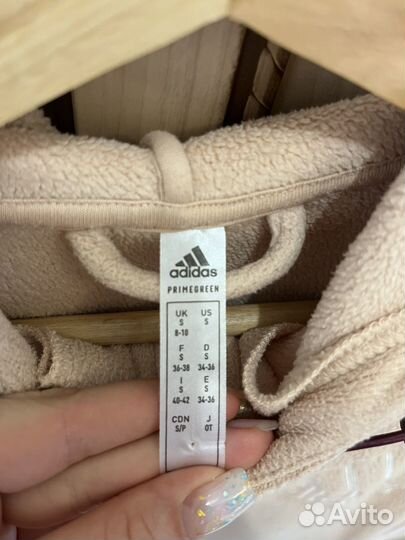 adidas
PRIMEGREEN
UK US
S S
8-10
F D
S S
36-38 34-36
I E
S S
40-42 34-36
CDN J
S/P OT
Avito